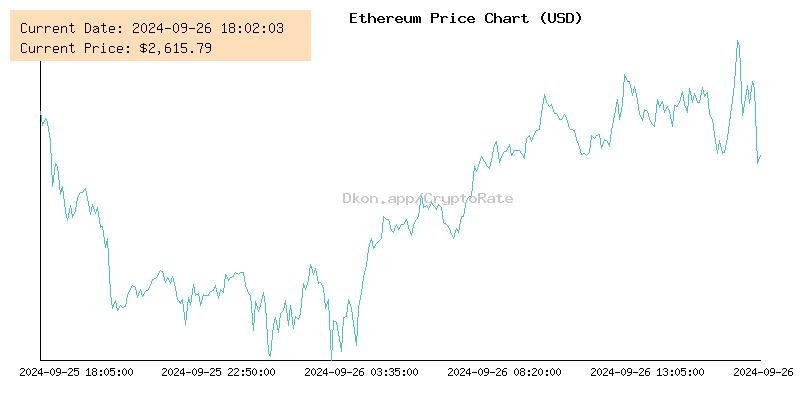 Ethereum Price Chart (USD)
Current Date: 2024-09-26 18:02:03
Current Price: $2,615.79
Dkon.app/CryptoRate
2024-09-25 18:05:00 2024-09-25 22:50:00 2024-09-26 03:35:00 2024-09-26 08:20:00 2024-09-26 13:05:00 2024-09-26